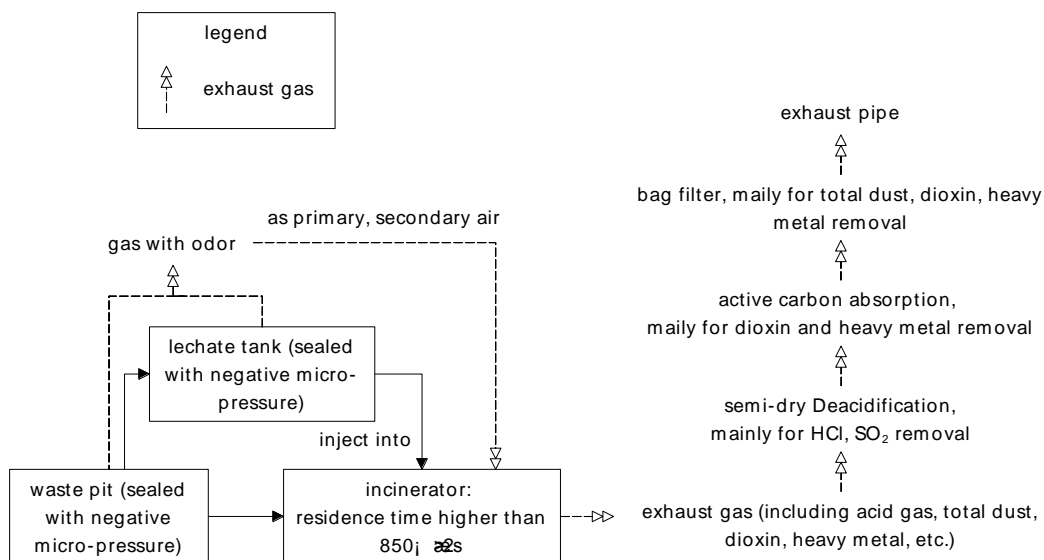 legend
exhaust gas
exhaust pipe
bag filter, maily for total dust, dioxin, heavy
metal removal
as primary, secondary air
gas with odor
active carbon absorption,
maily for dioxin and heavy metal removal
lechate tank (sealed
with negative micro-
pressure)
semi-dry Deacidification,
mainly for HCl, SO₂ removal
inject into
waste pit (sealed
with negative
micro-pressure)
incinerator:
residence time higher than
850¡
exhaust gas (including acid gas, total dust,
dioxin, heavy metal, etc.)